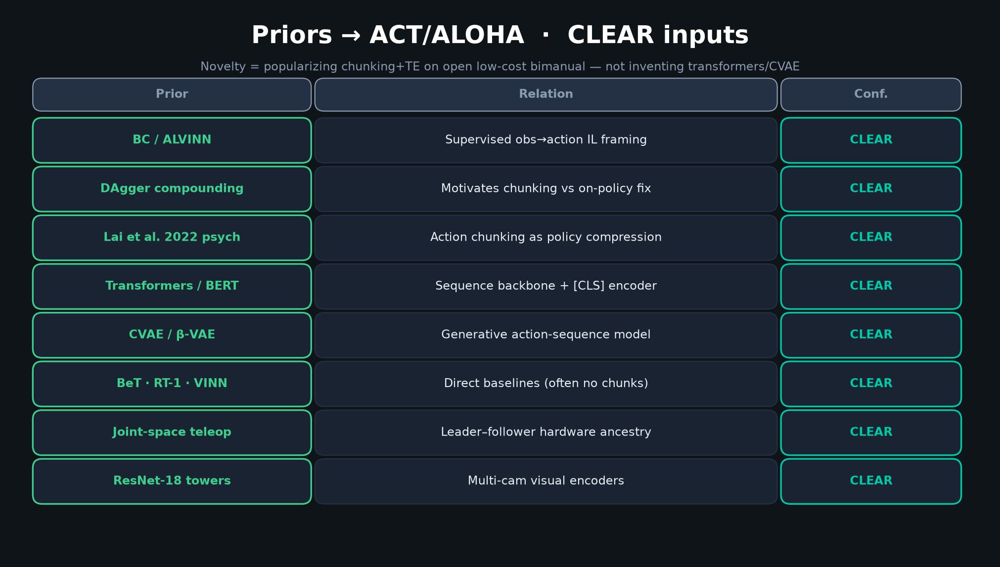 Priors → ACT/ALOHA · CLEAR inputs
Novelty = popularizing chunking+TE on open low-cost bimanual — not inventing transformers/CVAE
Prior Relation Conf.
BC / ALVINN Supervised obs→action IL framing CLEAR
DAgger compounding Motivates chunking vs on-policy fix CLEAR
Lai et al. 2022 psych Action chunking as policy compression CLEAR
Transformers / BERT Sequence backbone + [CLS] encoder CLEAR
CVAE / β-VAE Generative action-sequence model CLEAR
BeT · RT-1 · VINN Direct baselines (often no chunks) CLEAR
Joint-space teleop Leader–follower hardware ancestry CLEAR
ResNet-18 towers Multi-cam visual encoders CLEAR